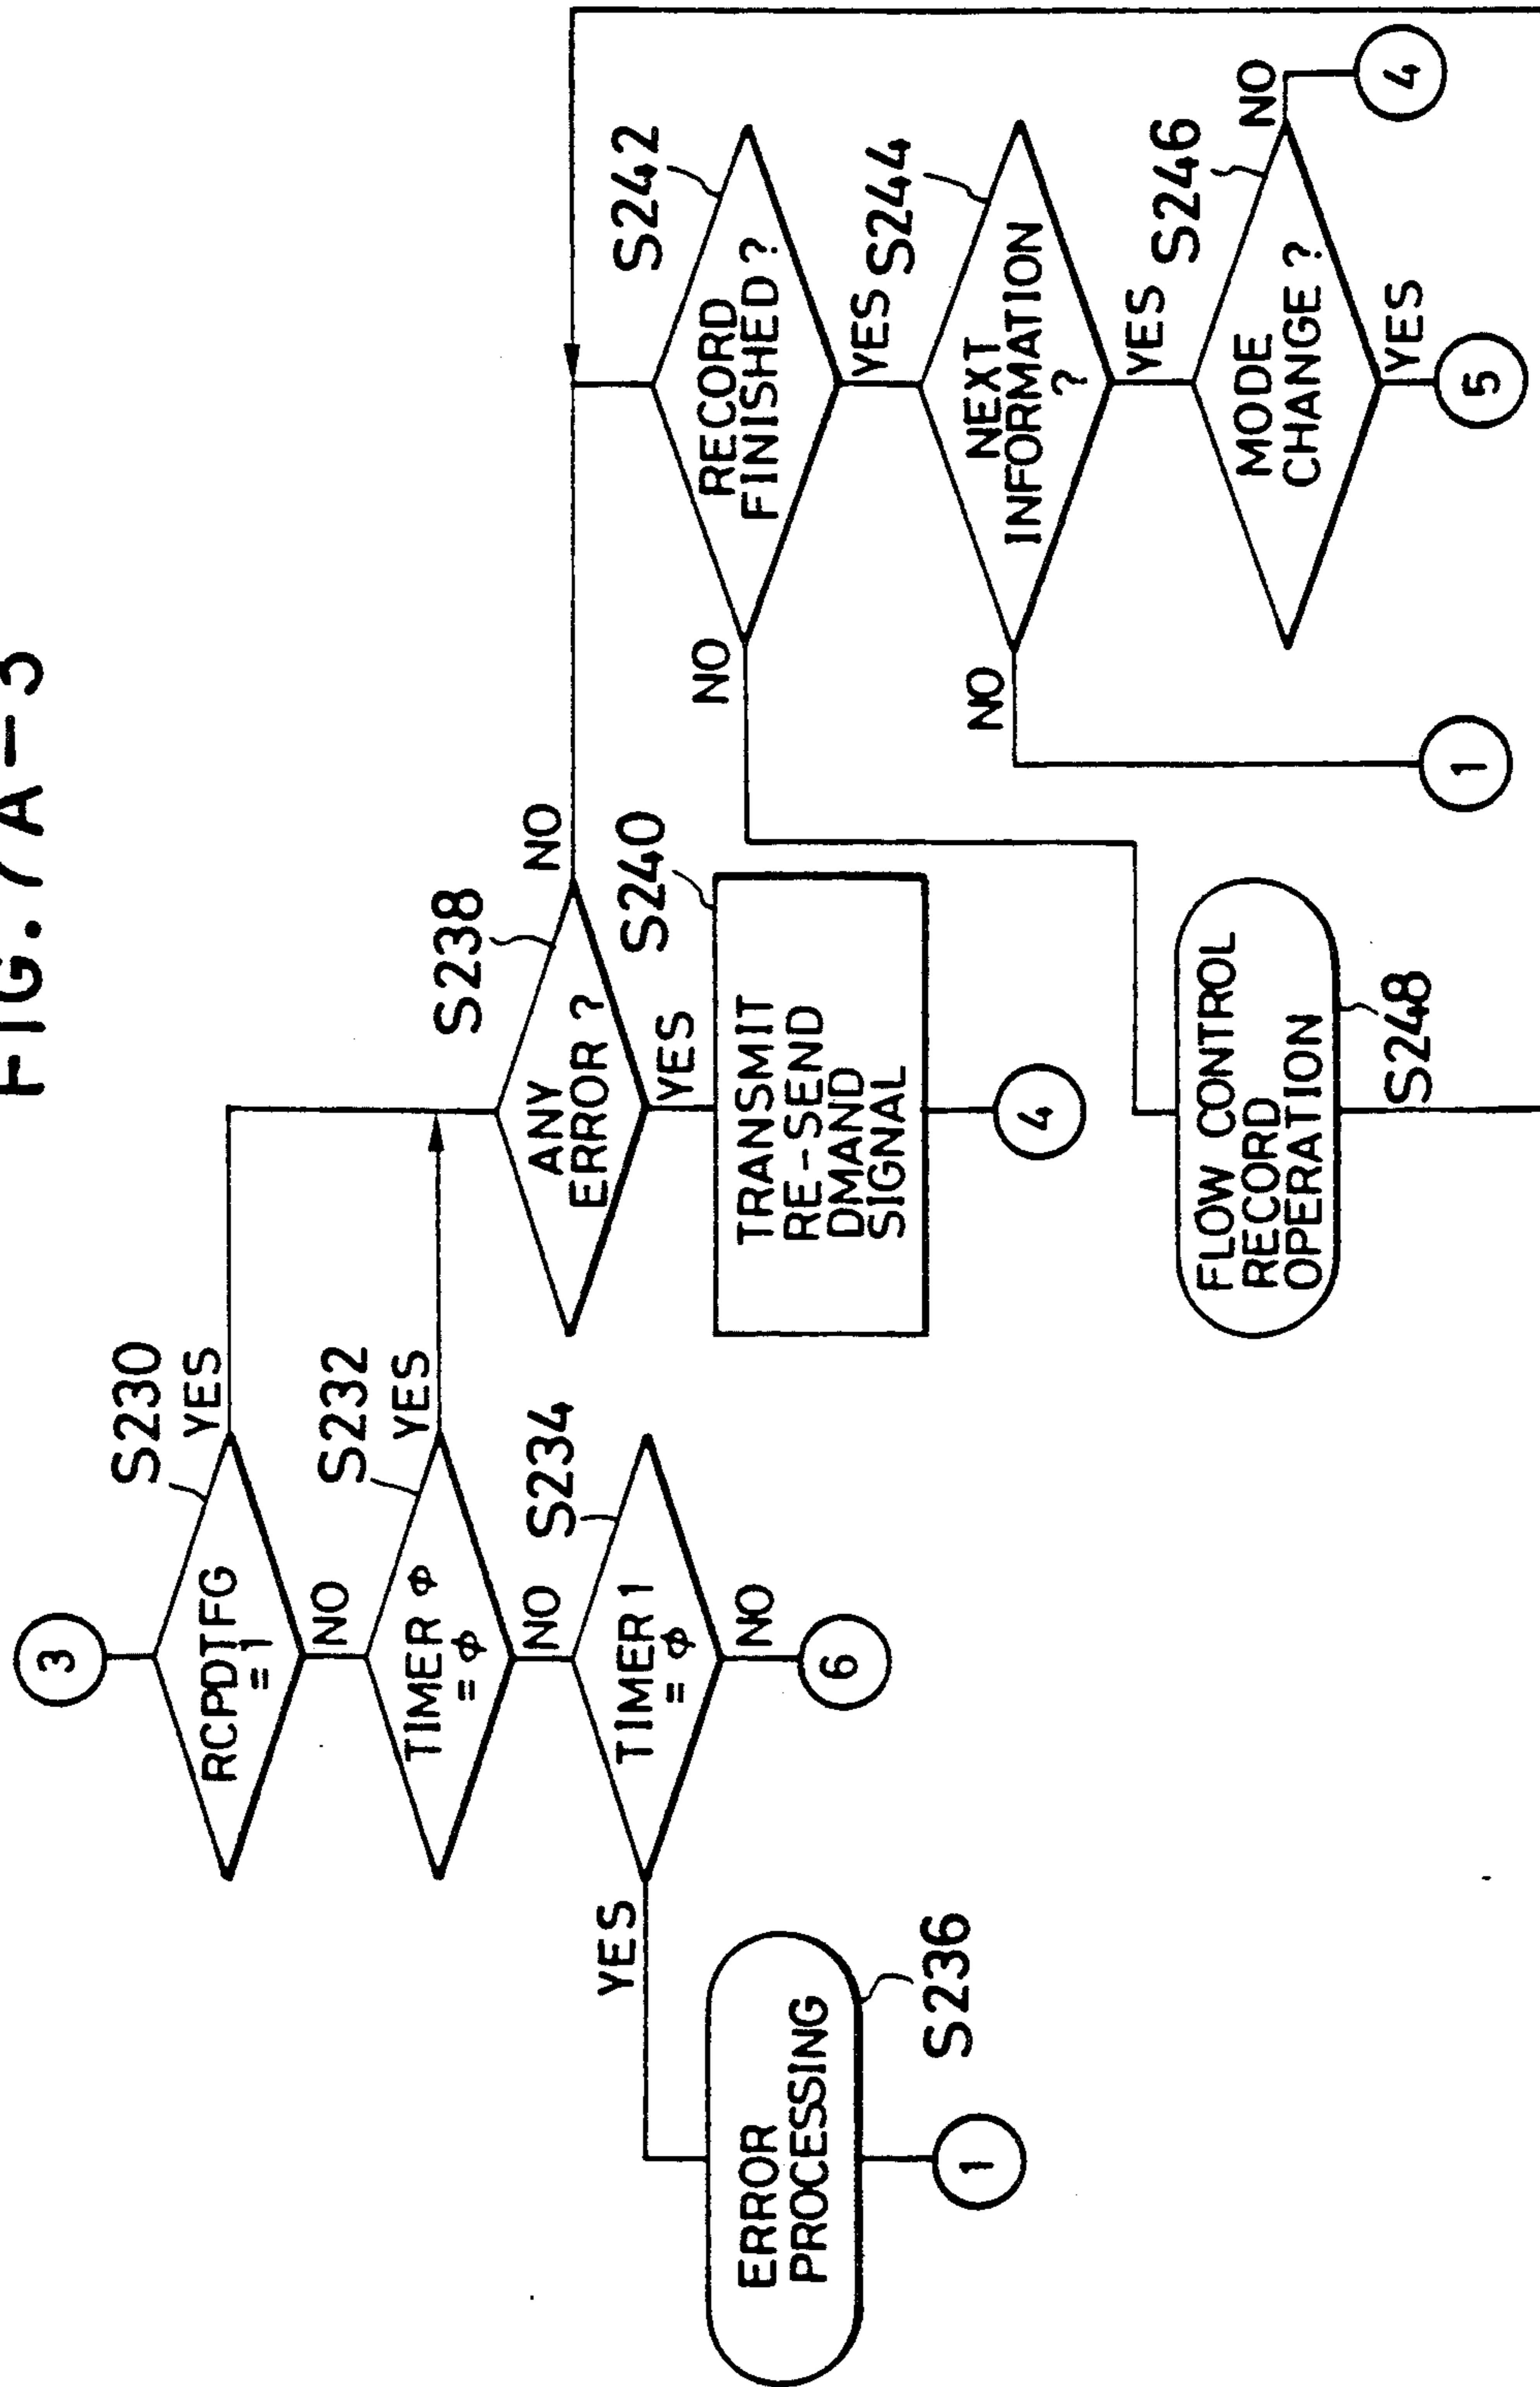 FIG.7A-3
3
S230
RCPDTFG
=1
YES
NO
S232
TIMER φ
=φ
YES
NO
S234
TIMER 1
=φ
YES
NO
6
ERROR
PROCESSING
S236
1
S238
ANY
ERROR ?
NO
YES
S240
TRANSMIT
RE-SEND
DMAND
SIGNAL
4
S242
RECORD
FINISHED ?
NO
YES
S244
NEXT
INFORMATION
?
NO
YES
1
S246
MODE
CHANGE ?
NO
4
YES
5
FLOW CONTROL
RECORD
OPERATION
S248